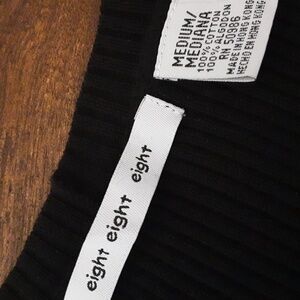 MEDIUM/
MEDIANA
100% COTTON
100% ALGODON
RN 50986
MADE IN HONG KONG
HECHO EN HONG KONG
eight eight eight